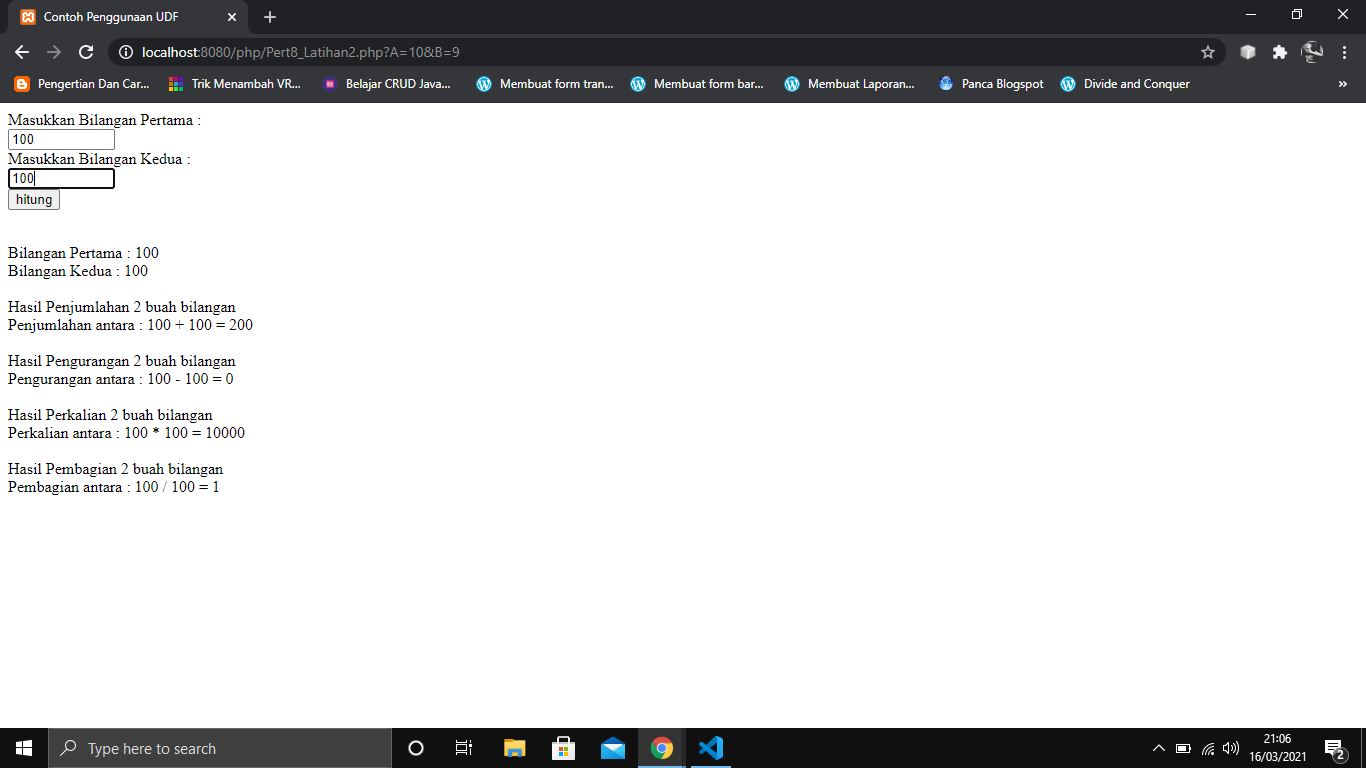 Contoh Penggunaan UDF
localhost:8080/php/Pert8_Latihan2.php?A=10&B=9
Pengertian Dan Car... Trik Menambah VR... Belajar CRUD Java... Membuat form tran... Membuat form bar... Membuat Laporan... Panca Blogspot Divide and Conquer »
Masukkan Bilangan Pertama :
100
Masukkan Bilangan Kedua :
100
hitung
Bilangan Pertama : 100
Bilangan Kedua : 100
Hasil Penjumlahan 2 buah bilangan
Penjumlahan antara : 100 + 100 = 200
Hasil Pengurangan 2 buah bilangan
Pengurangan antara : 100 - 100 = 0
Hasil Perkalian 2 buah bilangan
Perkalian antara : 100 * 100 = 10000
Hasil Pembagian 2 buah bilangan
Pembagian antara : 100 / 100 = 1
Type here to search
21:06
16/03/2021
2